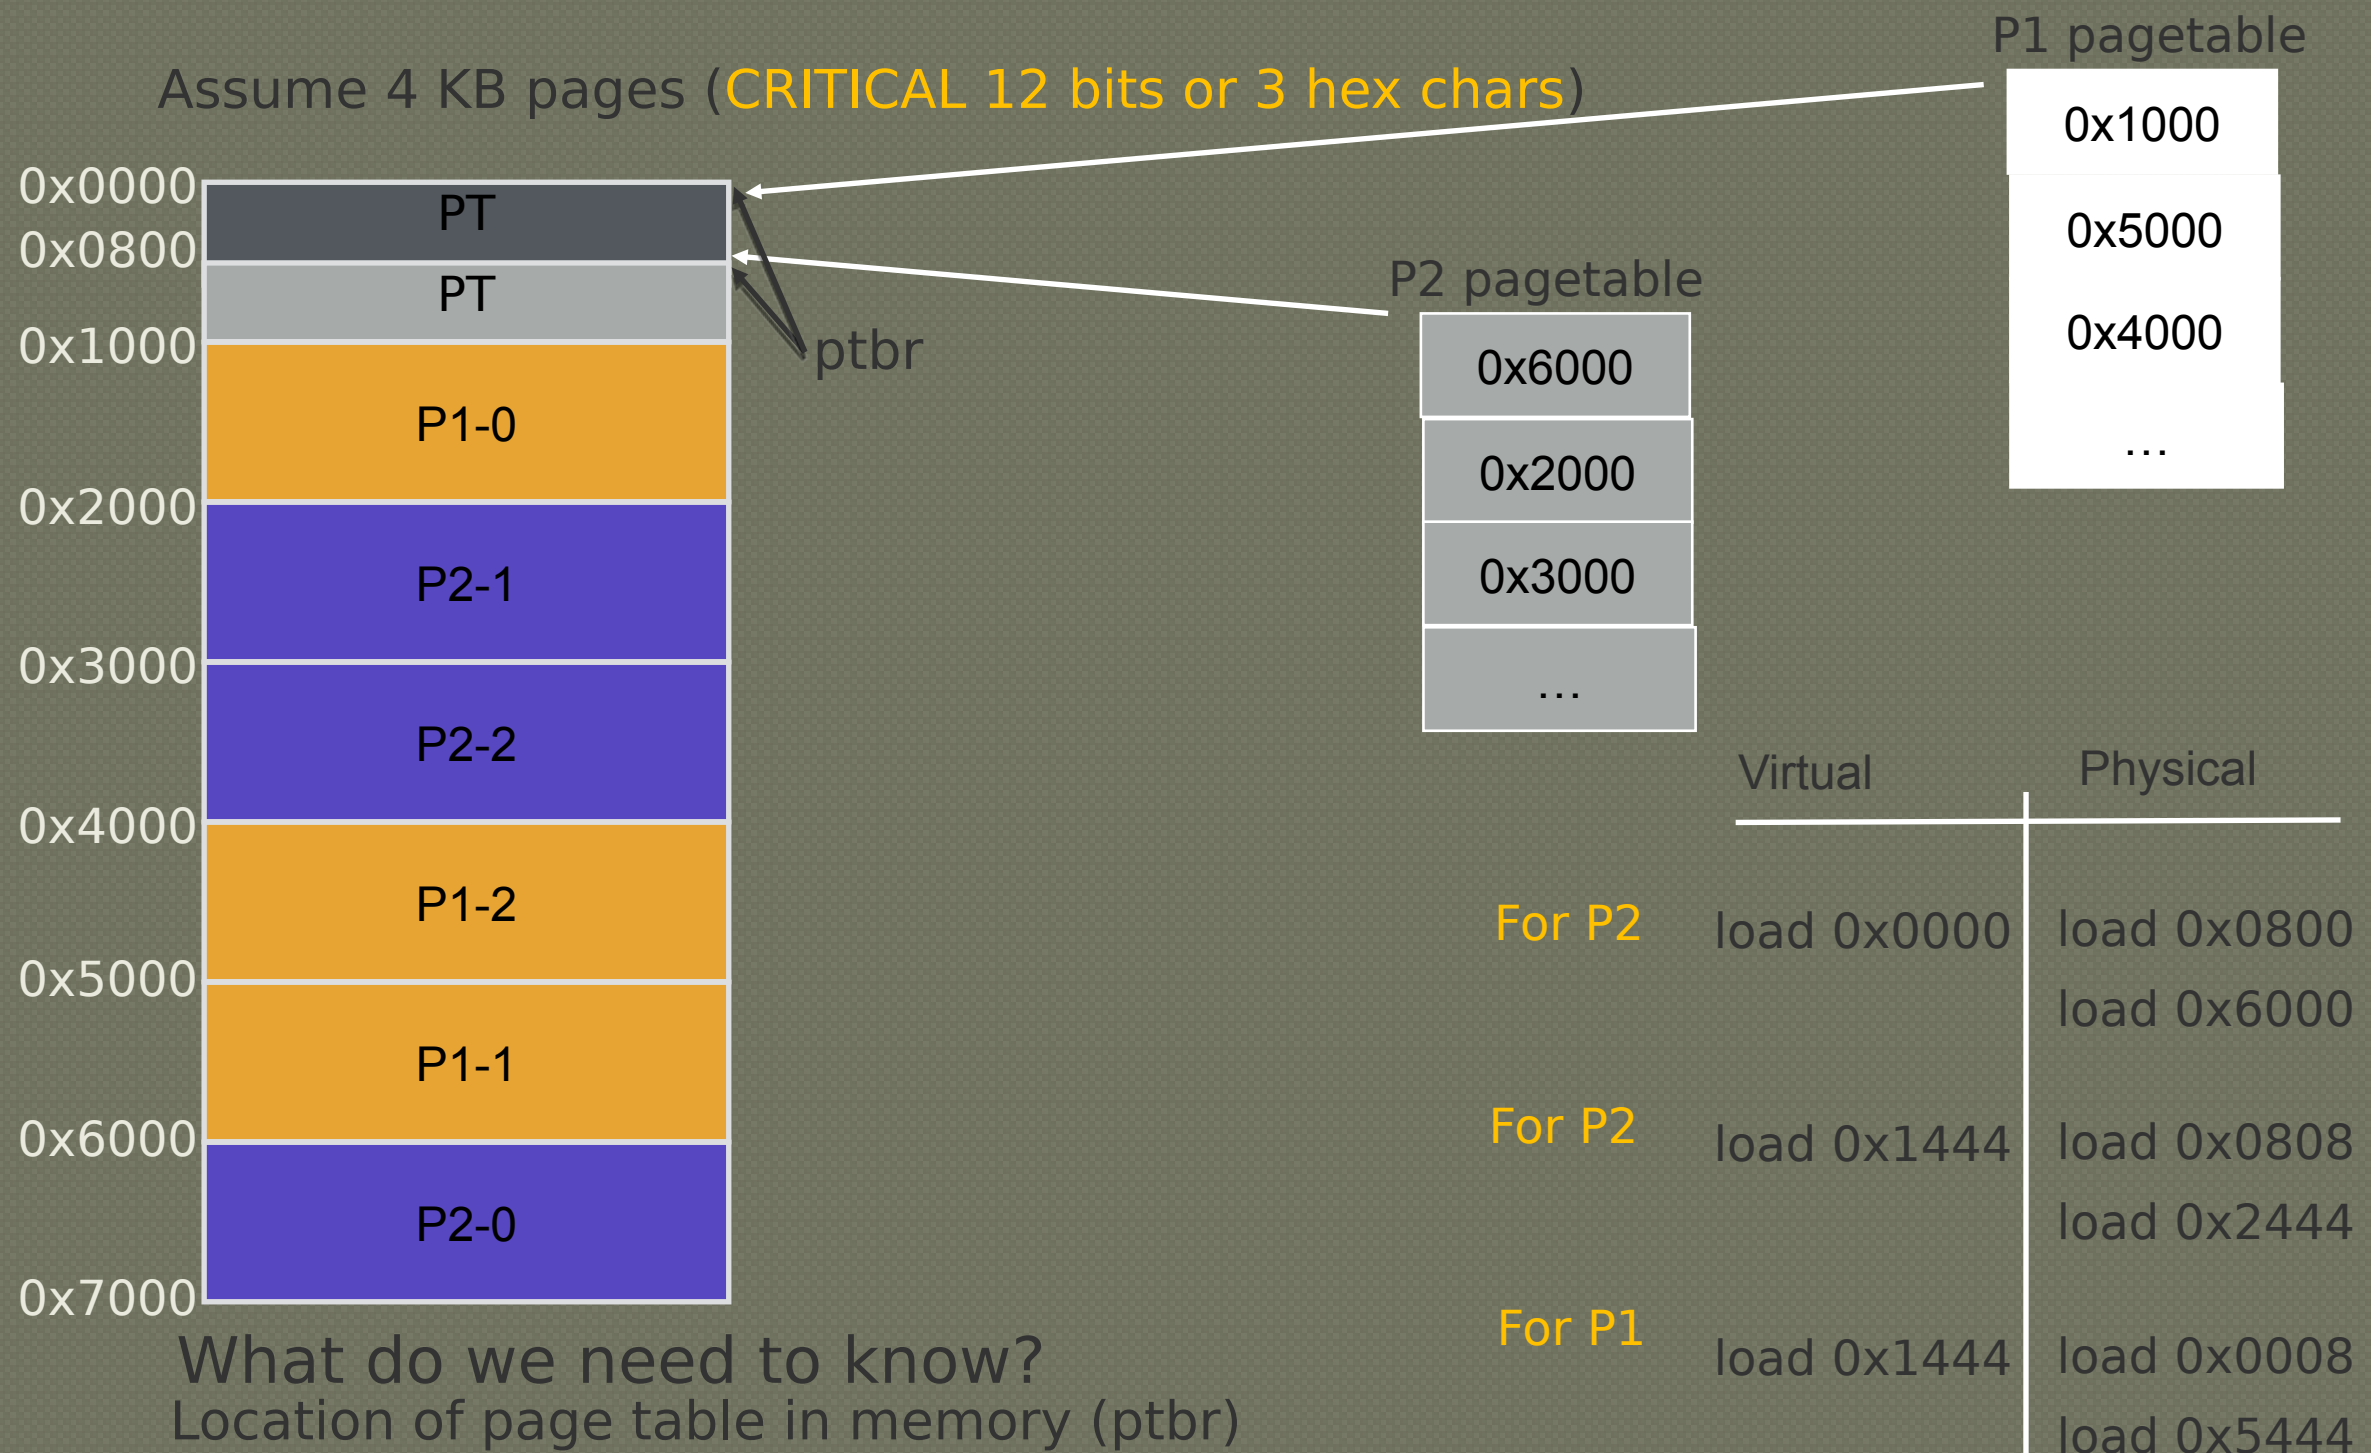 P1 pagetable
Assume 4 KB pages (CRITICAL 12 bits or 3 hex chars)
0x1000
0x5000
0x4000
…
0x0000
PT
0x0800
PT
0x1000
ptbr
P1-0
0x2000
P2-1
0x3000
P2-2
0x4000
P1-2
0x5000
P1-1
0x6000
P2-0
0x7000
P2 pagetable
0x6000
0x2000
0x3000
…
Virtual
Physical
For P2
load 0x0000
load 0x0800
load 0x6000
For P2
load 0x1444
load 0x0808
load 0x2444
For P1
load 0x1444
load 0x0008
load 0x5444
What do we need to know?
Location of page table in memory (ptbr)